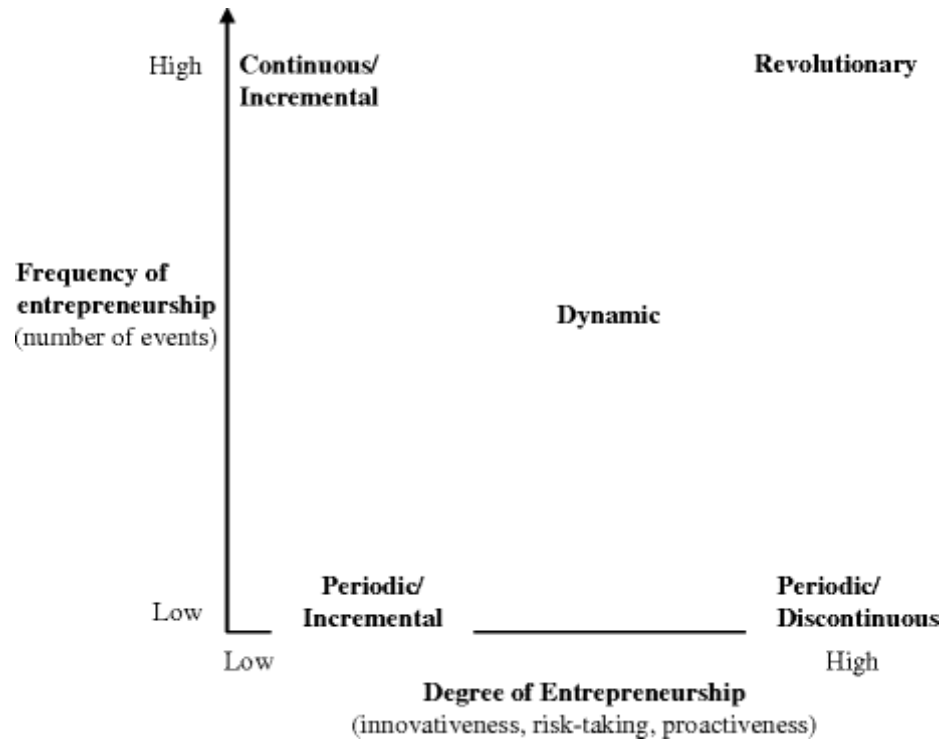 High
Continuous/
Incremental
Revolutionary
Frequency of
entrepreneurship
(number of events)
Dynamic
Low
Periodic/
Incremental
Periodic/
Discontinuous
Low
High
Degree of Entrepreneurship
(innovativeness, risk-taking, proactiveness)